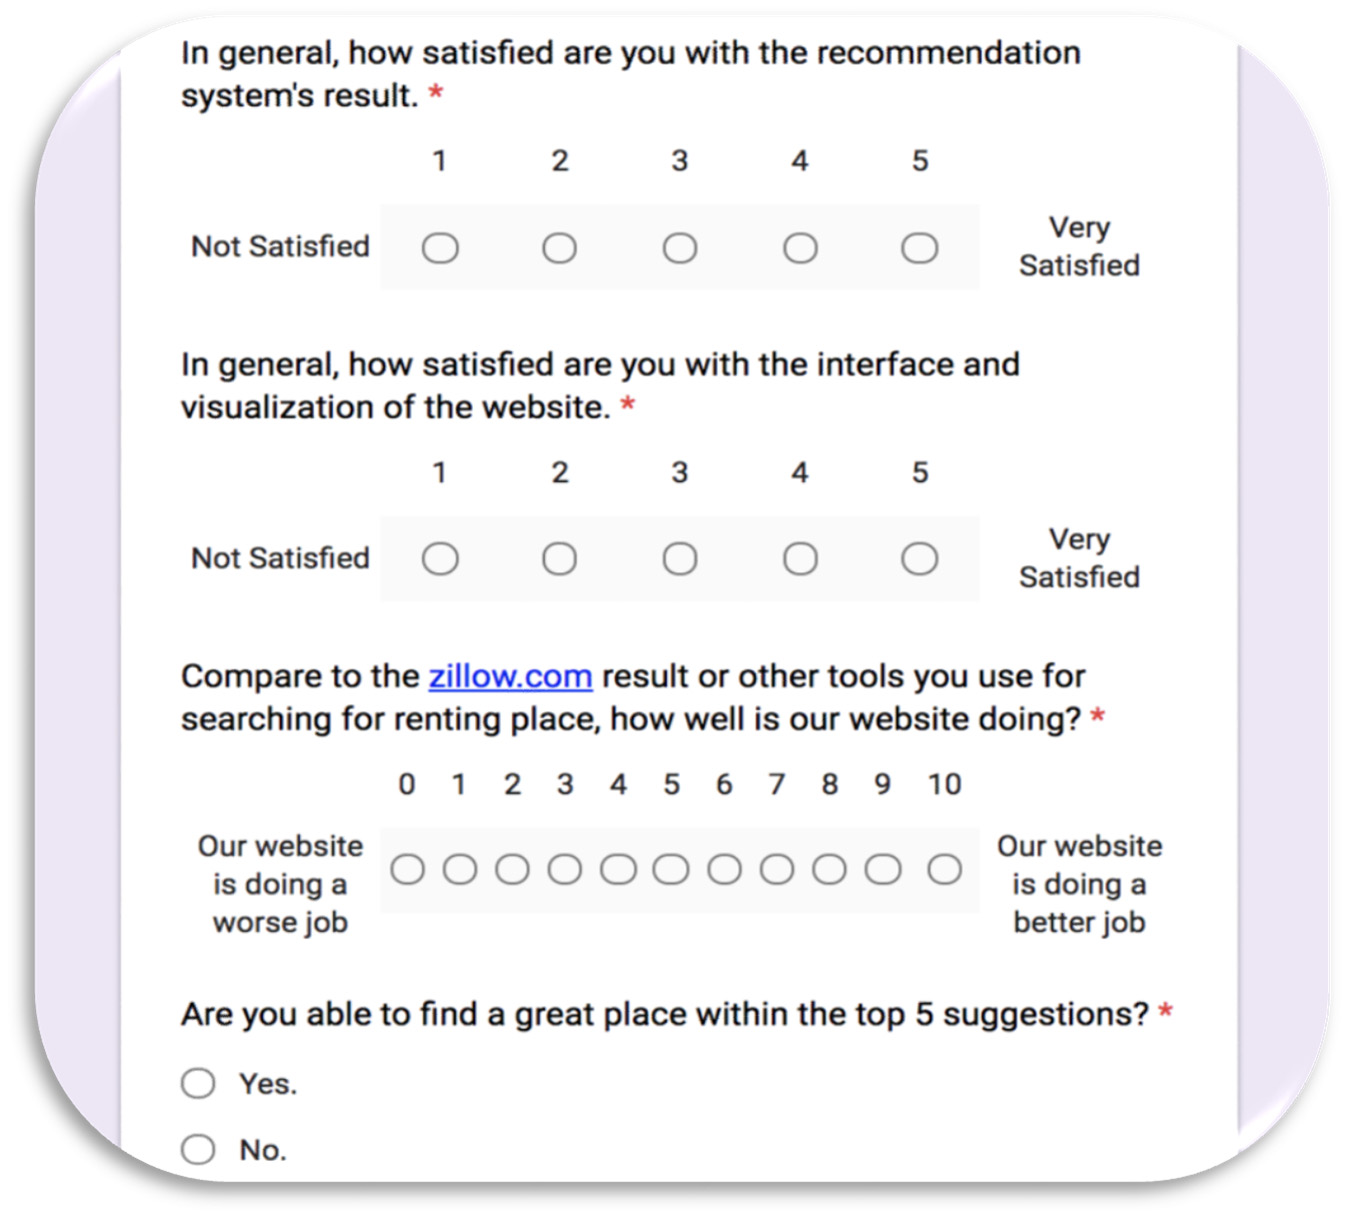 In general, how satisfied are you with the recommendation
system's result. *
1 2 3 4 5
Not Satisfied
Very
Satisfied
In general, how satisfied are you with the interface and
visualization of the website. *
1 2 3 4 5
Not Satisfied
Very
Satisfied
Compare to the zillow.com result or other tools you use for
searching for renting place, how well is our website doing? *
0 1 2 3 4 5 6 7 8 9 10
Our website
is doing a
worse job
Our website
is doing a
better job
Are you able to find a great place within the top 5 suggestions? *
Yes.
No.